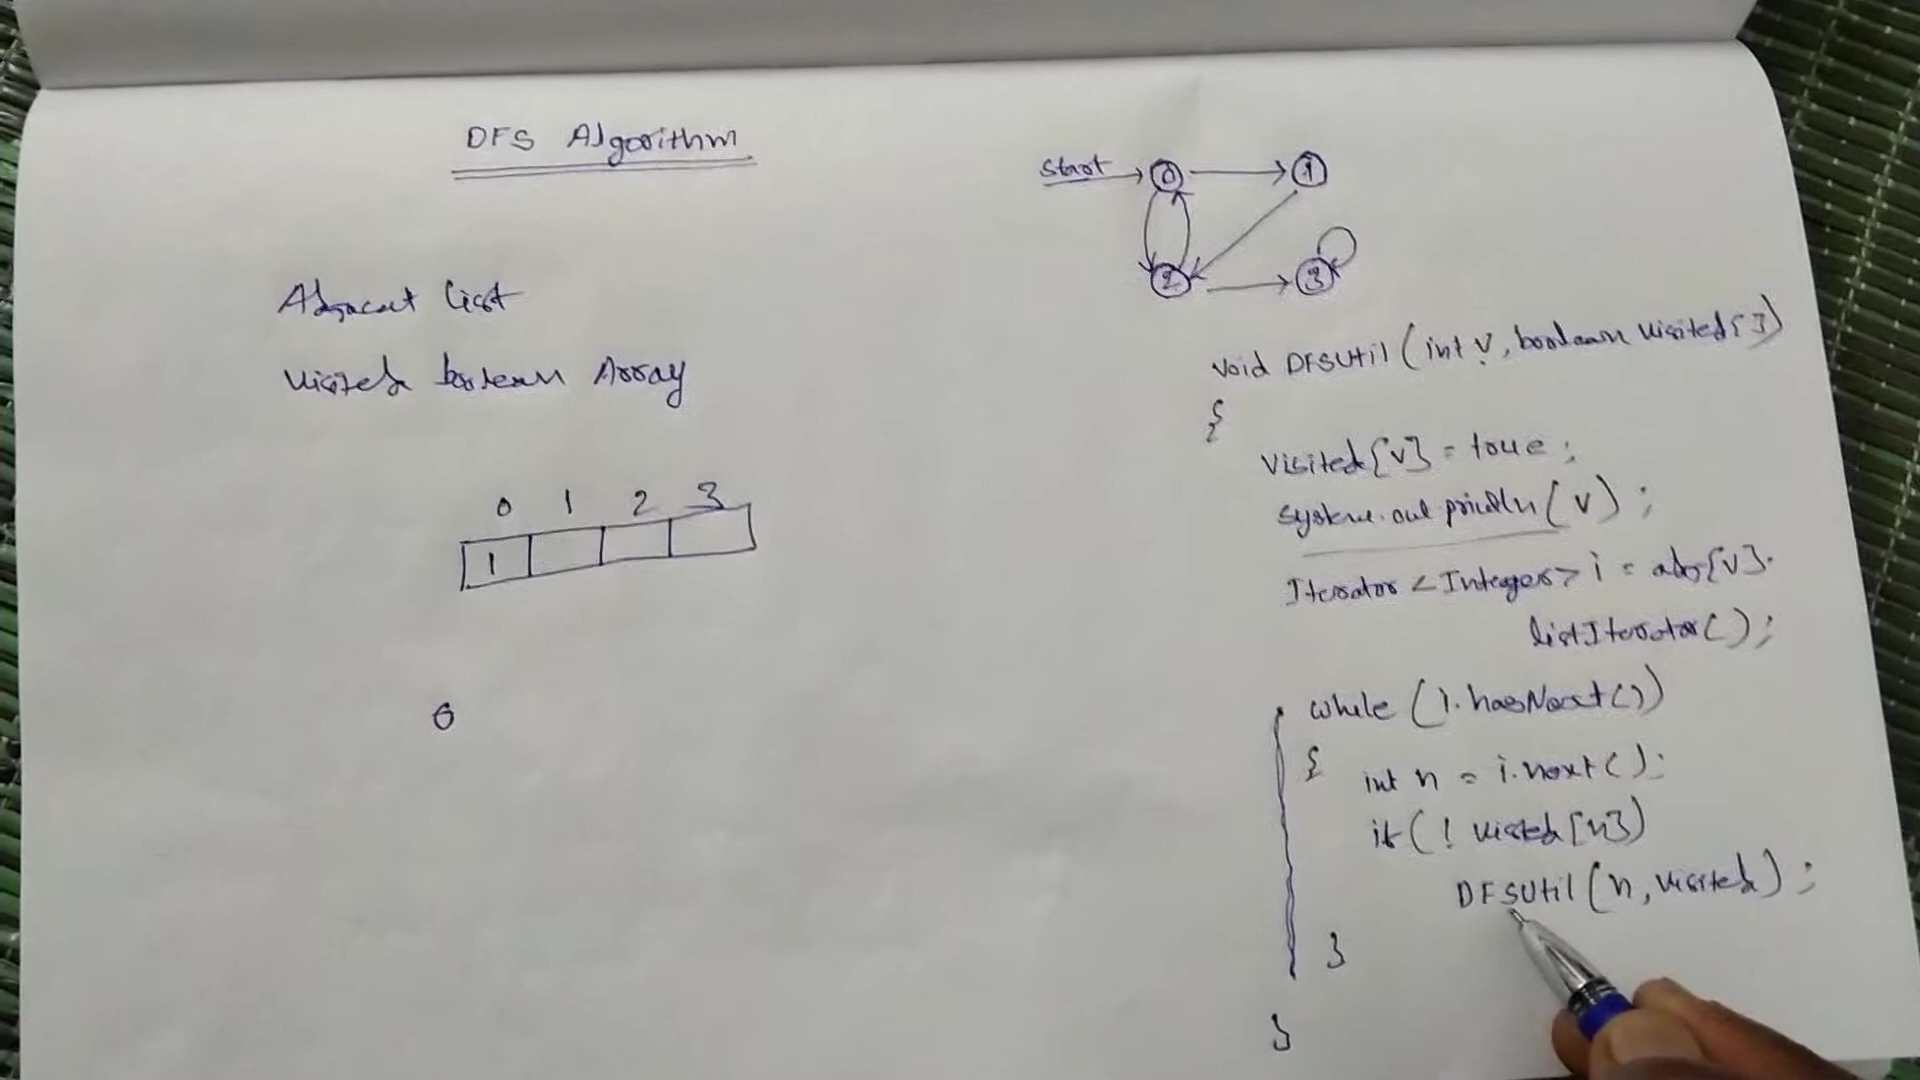 DFS Algorithm
Start
0
1
2
3
Adjacent list
Visited boolean Array
0 1 2 3
1
0
void DFSUtil(int v, boolean visited[])
{
visited[v] = true;
System.out.println(v);
Iterator <Integer> i = adj[v].
listIterator();
while (i.hasNext())
{
int n = i.next();
if(! visited[n])
DFSUtil(n, visited);
}
}